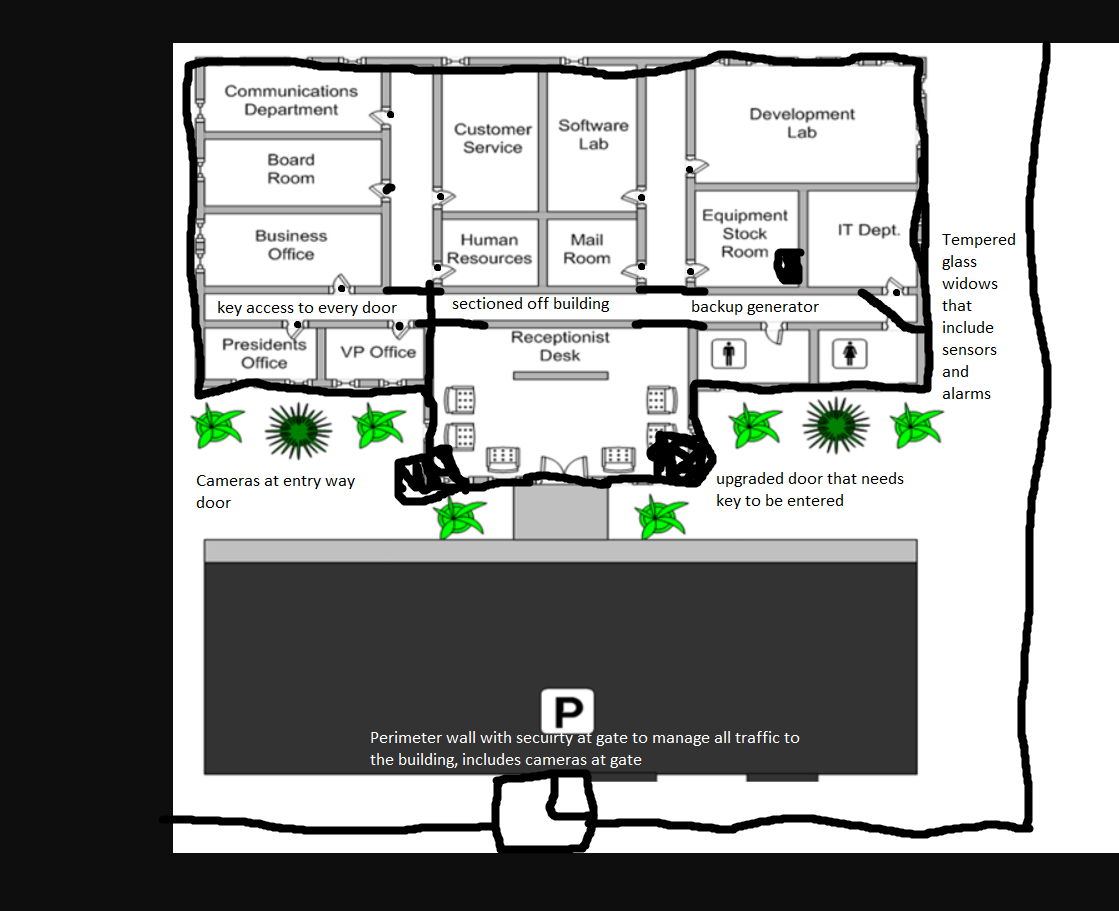 Communications
Department
Customer
Service
Software
Lab
Development
Lab
Board
Room
Business
Office
Human
Resources
Mail
Room
Equipment
Stock
Room
IT Dept.
Tempered
glass
widows
that
include
sensors
and
alarms
key access to every door
sectioned off building
backup generator
Presidents
Office
VP Office
Receptionist
Desk
Cameras at entry way
door
upgraded door that needs
key to be entered
P
Perimeter wall with secuirty at gate to manage all traffic to
the building, includes cameras at gate